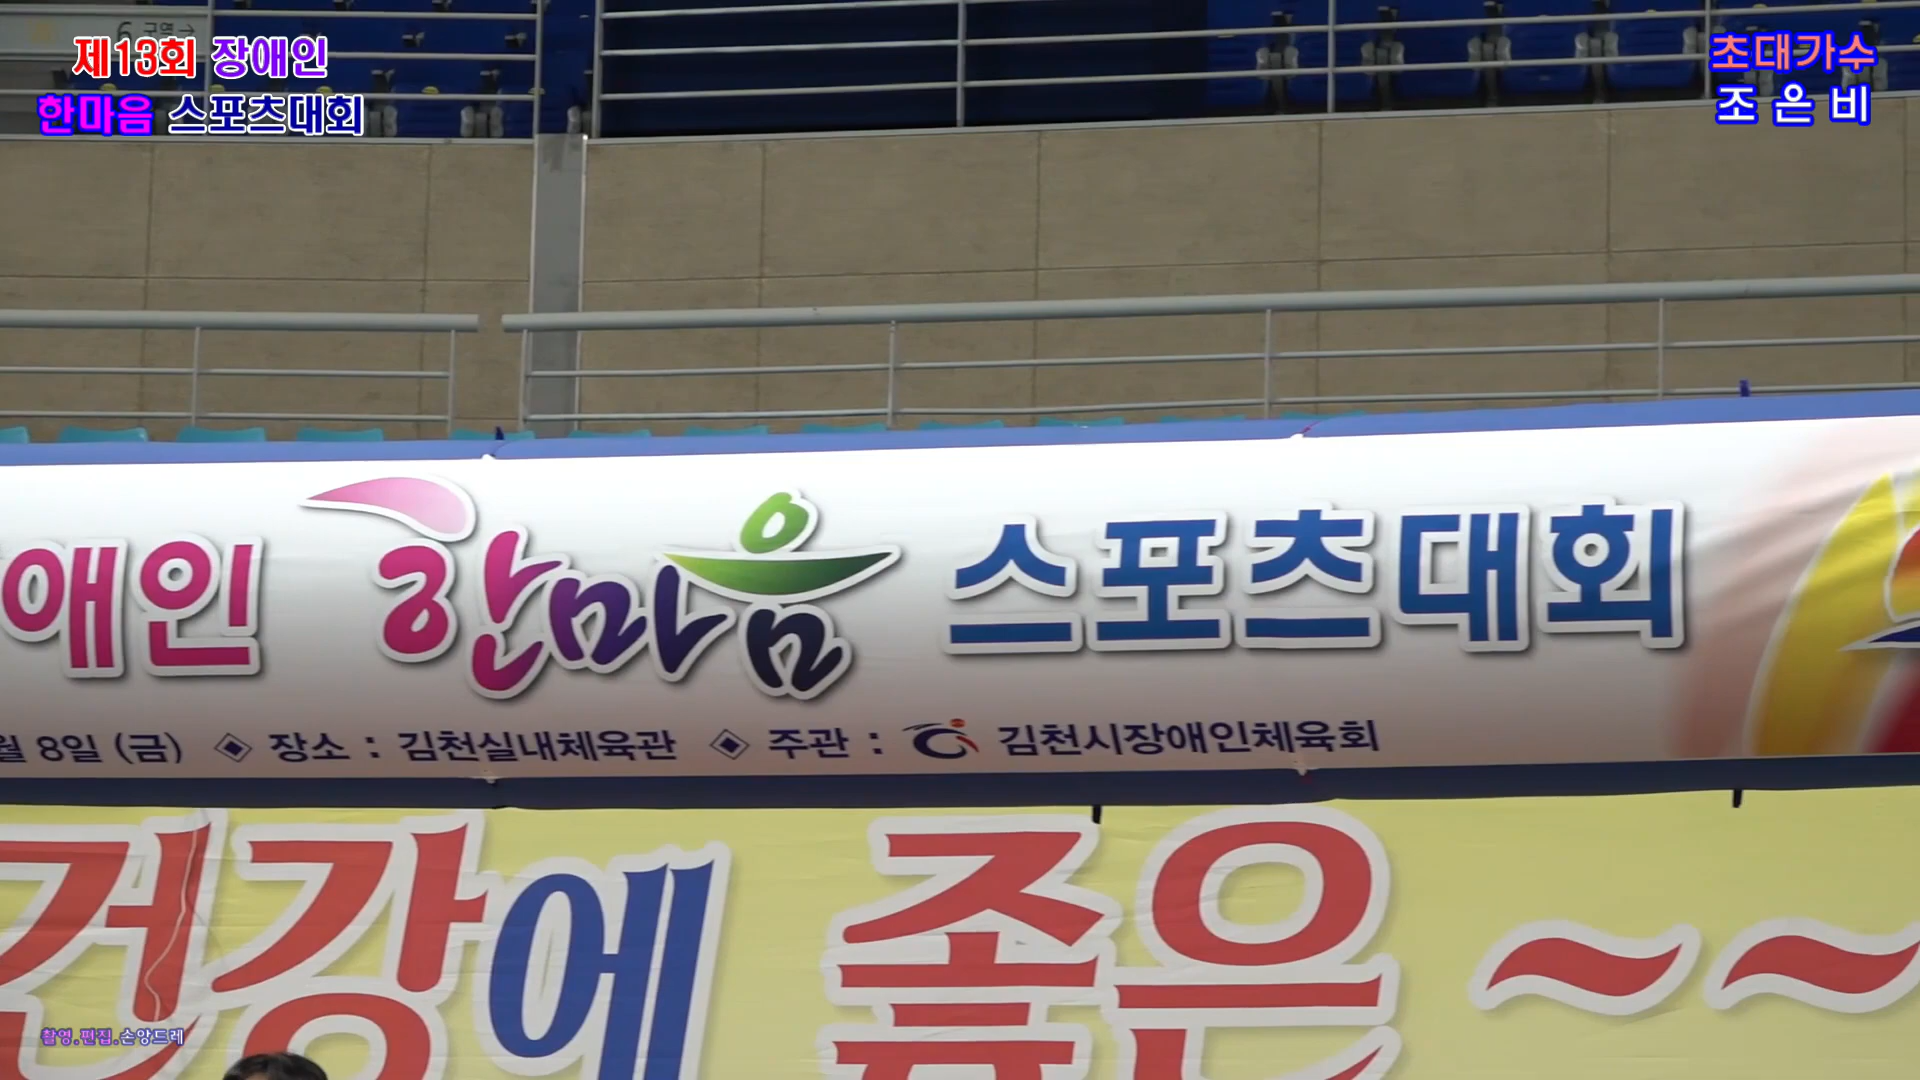 6 구역→
제13회 장애인
한마음 스포츠대회
초대가수
조은비
애인 한마음 스포츠대회
월 8일 (금) ◈ 장소 : 김천실내체육관 ◈ 주관 : 김천시장애인체육회
건강에 좋은 ~~
촬영.편집.손앙드레